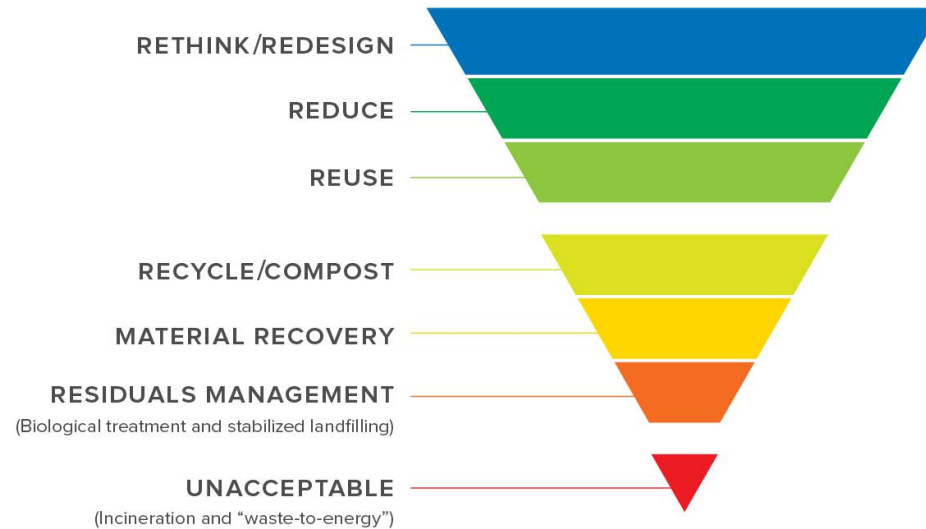 RETHINK/REDESIGN
REDUCE
REUSE
RECYCLE/COMPOST
MATERIAL RECOVERY
RESIDUALS MANAGEMENT
(Biological treatment and stabilized landfilling)
UNACCEPTABLE
(Incineration and “waste-to-energy”)